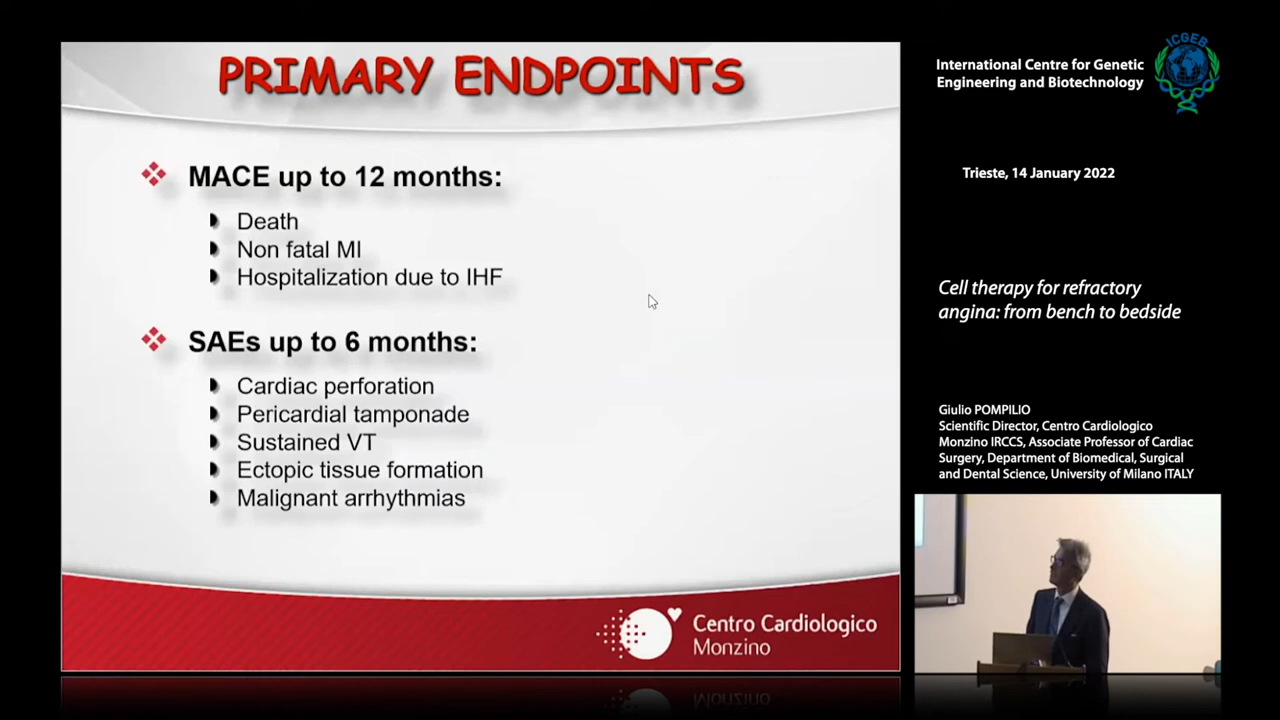 PRIMARY ENDPOINTS
MACE up to 12 months:
Death
Non fatal MI
Hospitalization due to IHF
SAEs up to 6 months:
Cardiac perforation
Pericardial tamponade
Sustained VT
Ectopic tissue formation
Malignant arrhythmias
Centro Cardiologico
Monzino
International Centre for Genetic
Engineering and Biotechnology
ICGEB
Trieste, 14 January 2022
Cell therapy for refractory
angina: from bench to bedside
Giulio POMPILIO
Scientific Director, Centro Cardiologico
Monzino IRCCS, Associate Professor of Cardiac
Surgery, Department of Biomedical, Surgical
and Dental Science, University of Milano ITALY